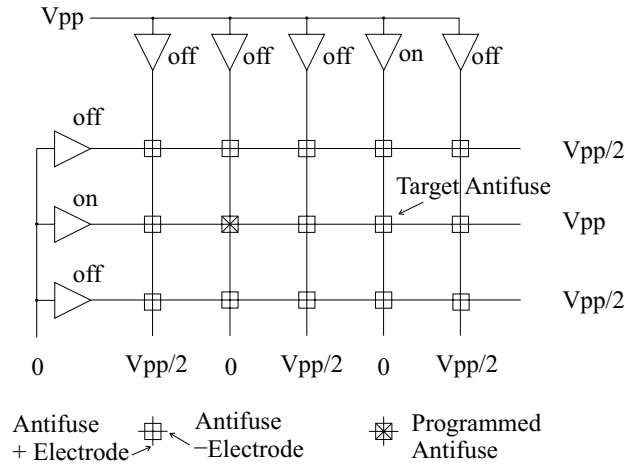 Vpp
off off off on off
off
Vpp/2
Target Antifuse
on
Vpp
off
Vpp/2
0 Vpp/2 0 Vpp/2 0 Vpp/2
Antifuse
+ Electrode
Antifuse
−Electrode
Programmed
Antifuse